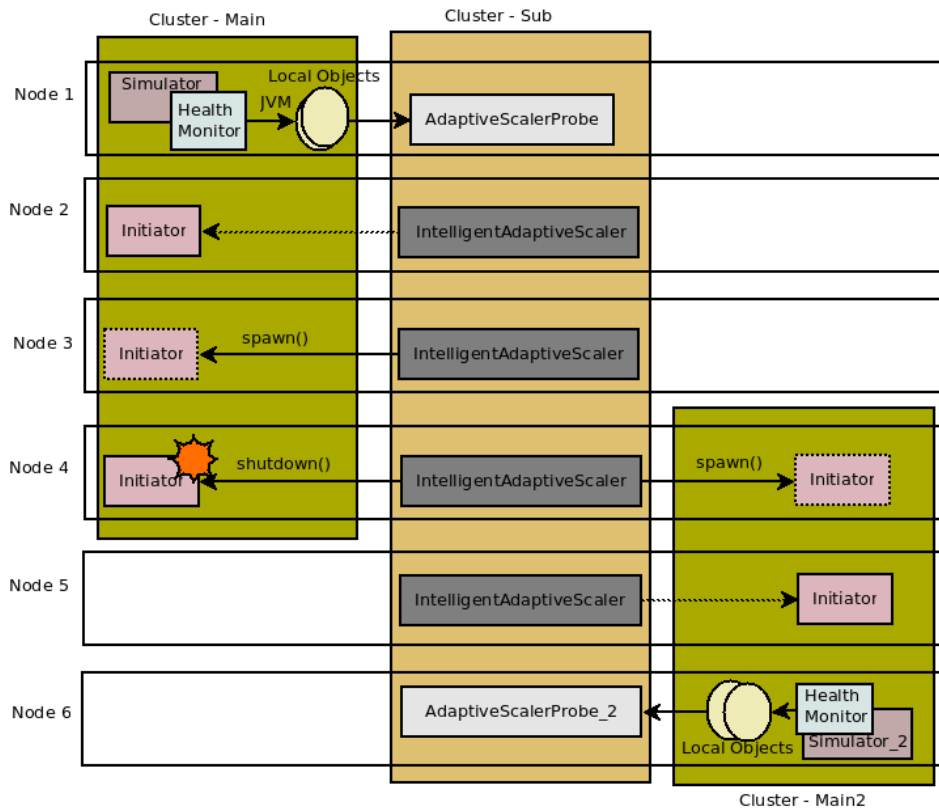 Cluster - Main
Cluster - Sub
Node 1
Simulator
Health
Monitor
JVM
Local Objects
AdaptiveScalerProbe
Node 2
Initiator
IntelligentAdaptiveScaler
Node 3
Initiator
spawn()
IntelligentAdaptiveScaler
Node 4
Initiator
shutdown()
IntelligentAdaptiveScaler
spawn()
Initiator
Node 5
IntelligentAdaptiveScaler
Initiator
Node 6
AdaptiveScalerProbe_2
Local Objects
Health
Monitor
Simulator_2
Cluster - Main2